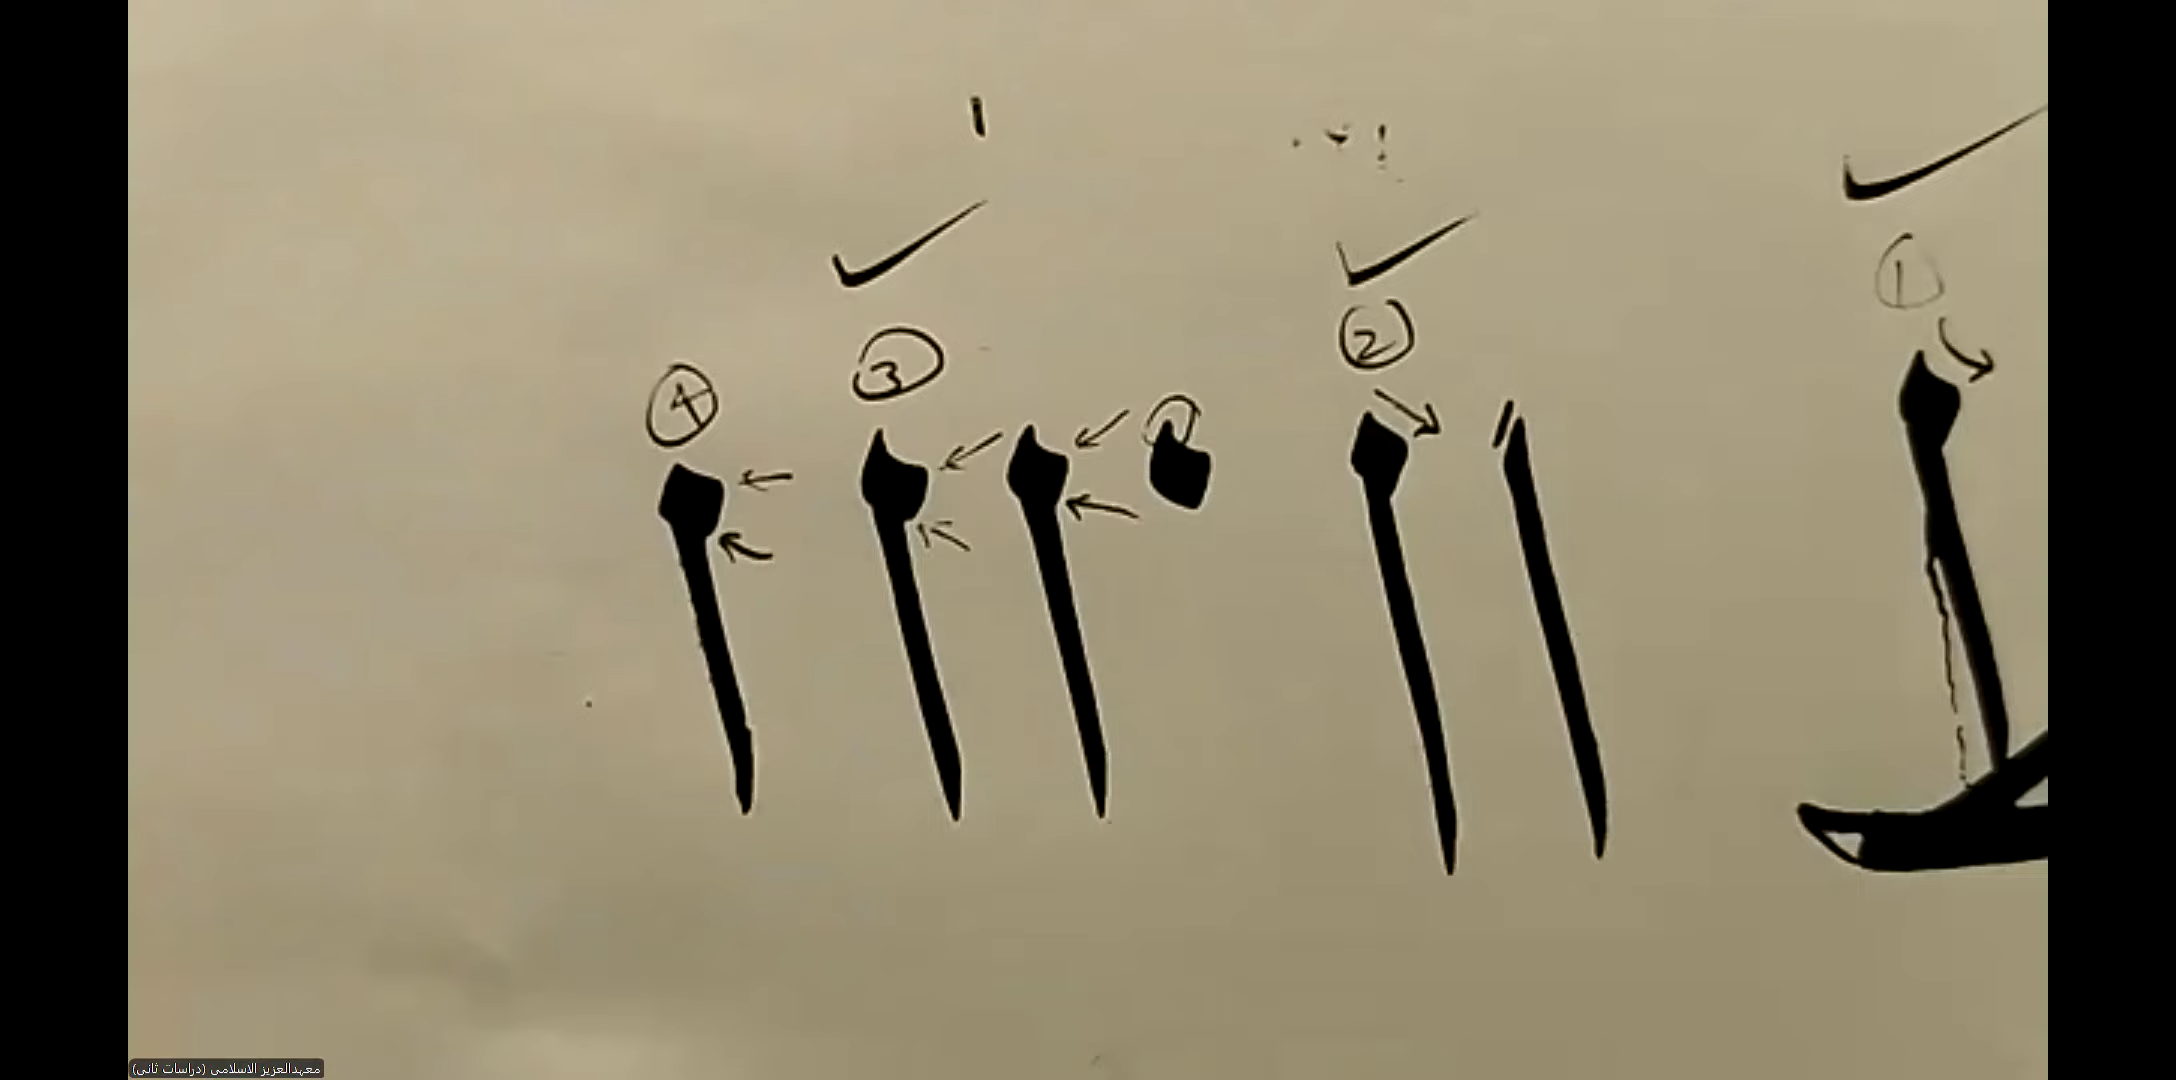 ①
②
③
④
معهدالعزيز الاسلامى (دراسات ثانى)